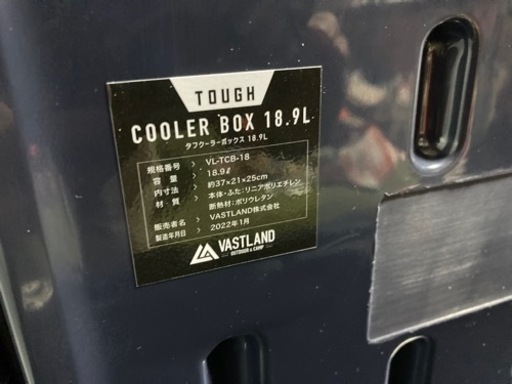 TOUGH
COOLER BOX 18.9L
タフクーラーボックス 18.9L
規格番号 > VL-TCB-18
容量 > 18.9ℓ
内寸法 > 約37×21×25cm
材質 > 本体・ふた：リニアポリエチレン
断熱材：ポリウレタン
販売者名 > VASTLAND株式会社
製造年月日 > 2022年1月
VASTLAND
OUTDOOR & CAMP